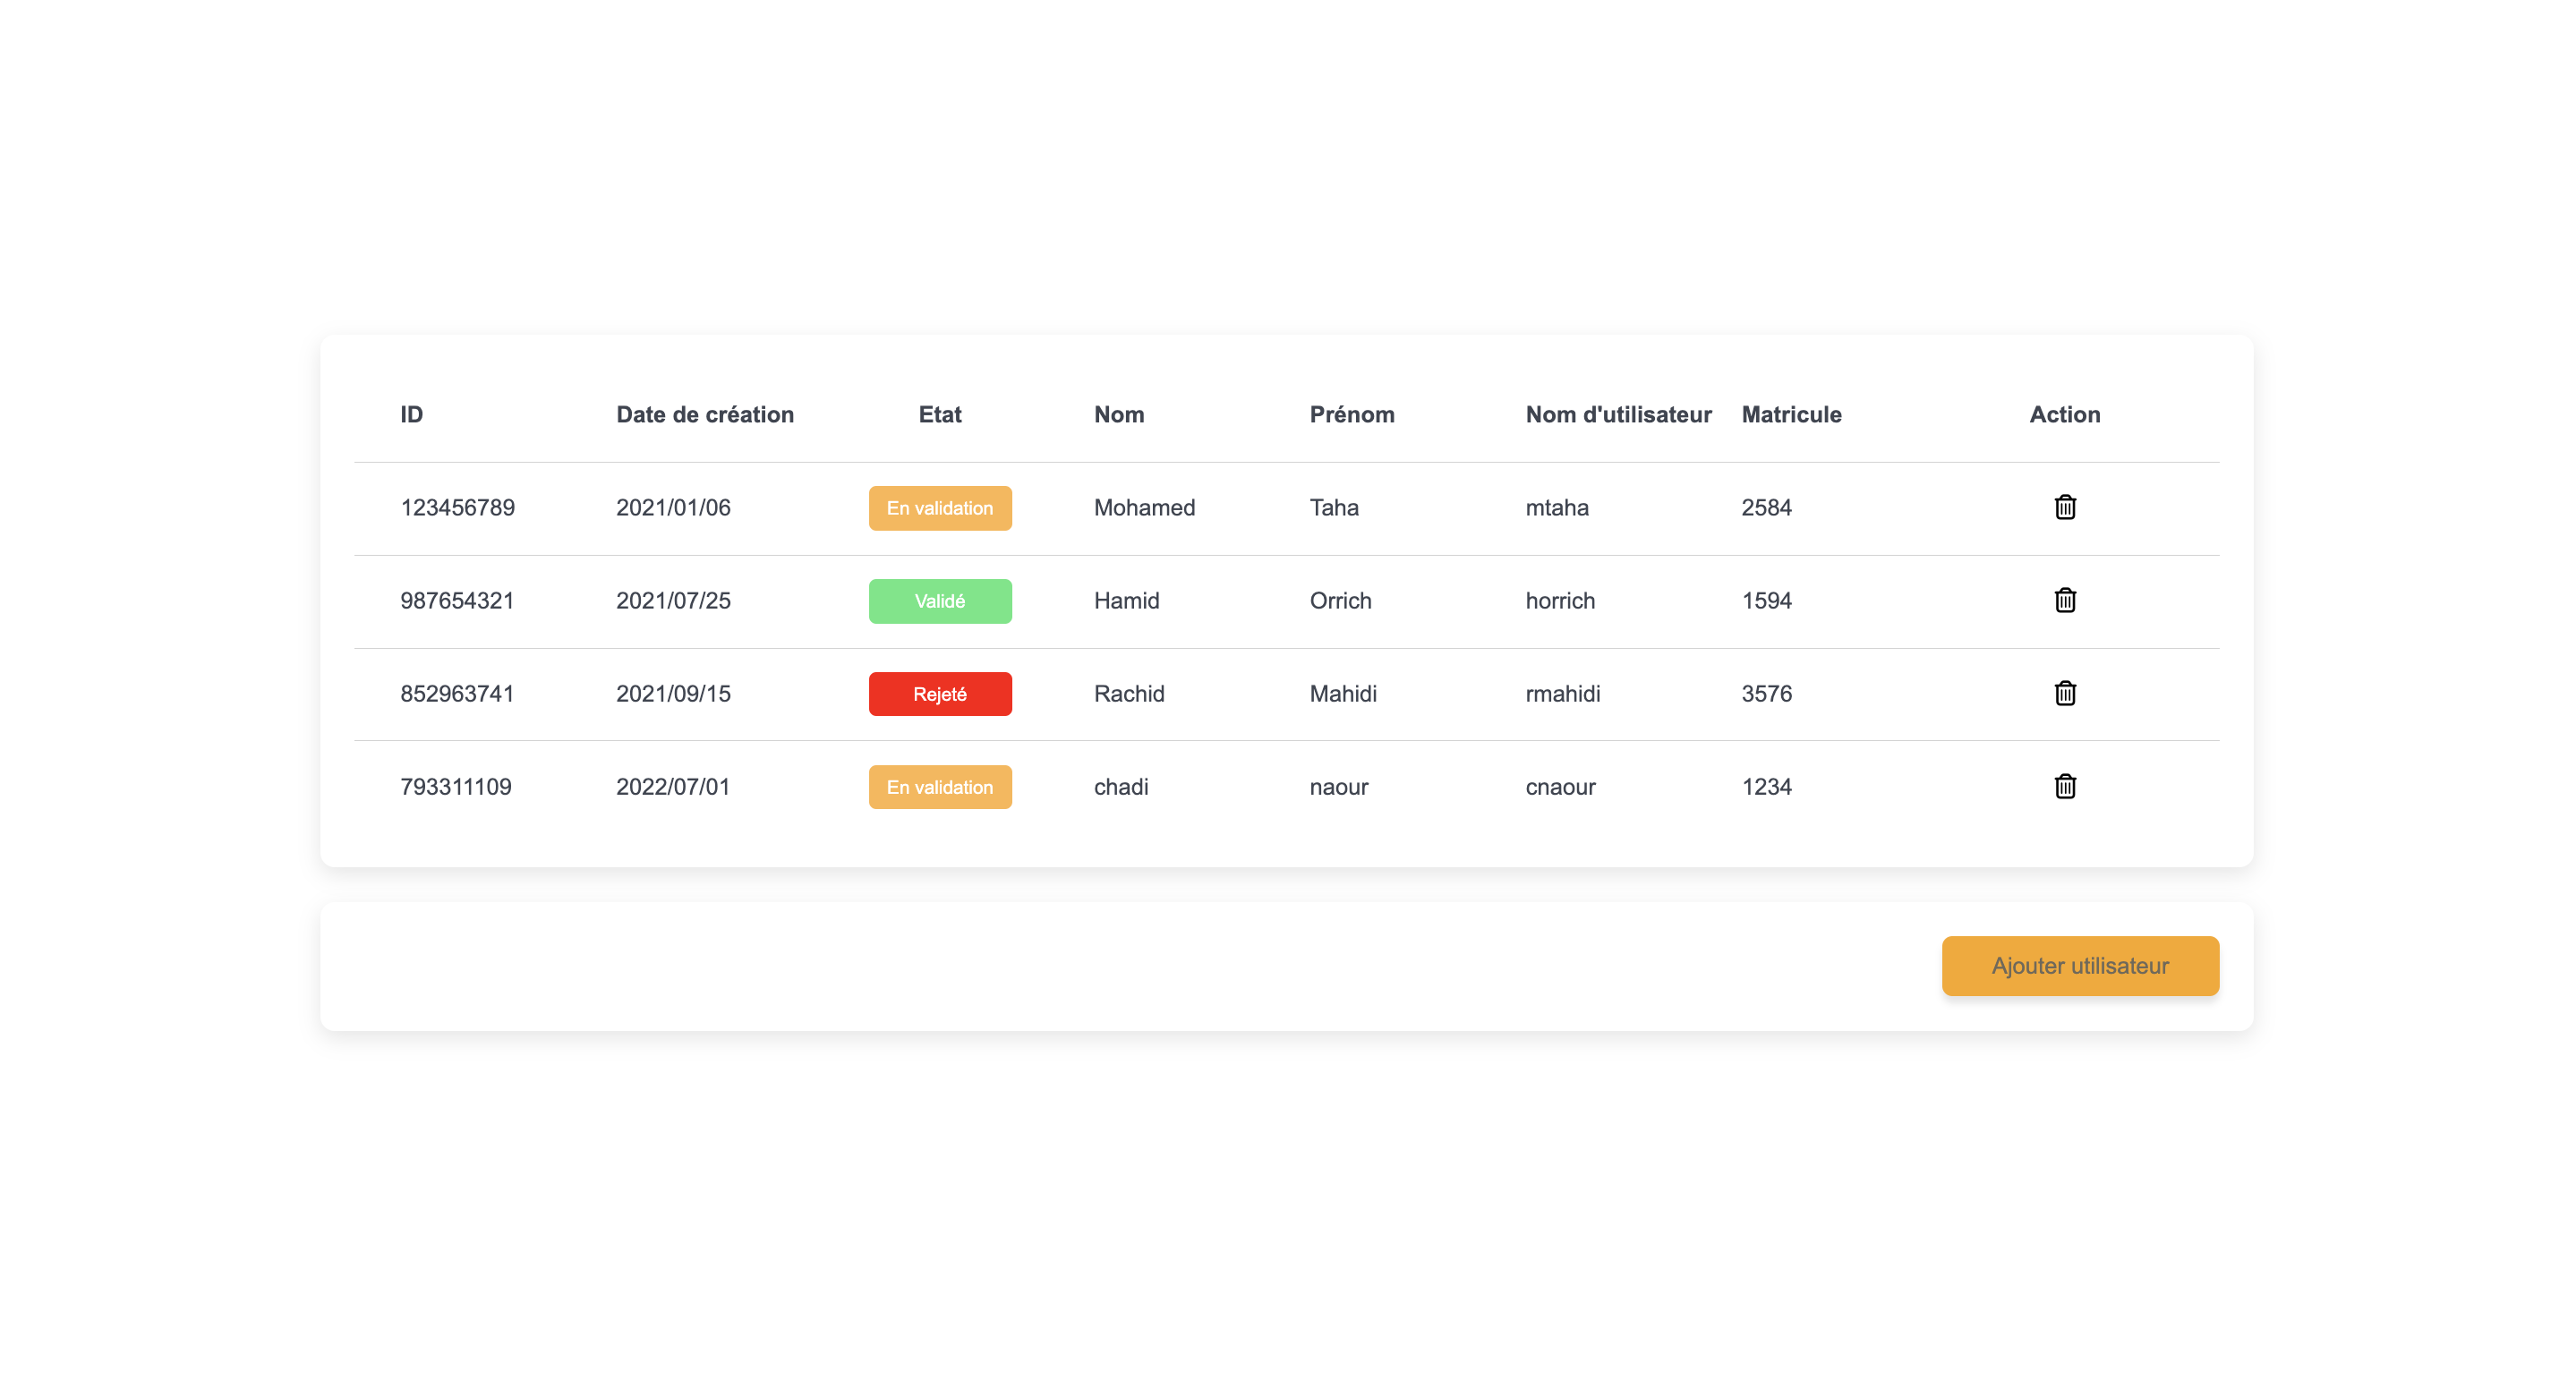 ID Date de création Etat Nom Prénom Nom d'utilisateur Matricule Action
123456789 2021/01/06 En validation Mohamed Taha mtaha 2584
987654321 2021/07/25 Validé Hamid Orrich horrich 1594
852963741 2021/09/15 Rejeté Rachid Mahidi rmahidi 3576
793311109 2022/07/01 En validation chadi naour cnaour 1234
Ajouter utilisateur